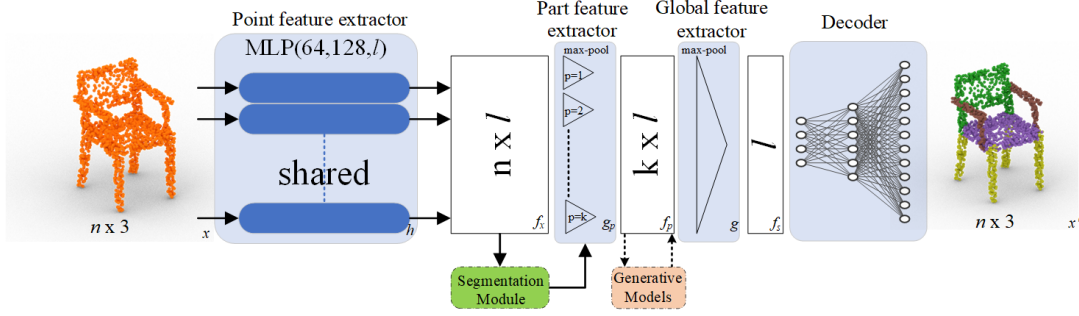 Point feature extractor
MLP(64,128,l)
shared
n x 3
x
h
n x l
f_x
Part feature
extractor
max-pool
p=1
p=2
p=k
g_p
k x l
f_p
Global feature
extractor
max-pool
g
l
f_s
Decoder
n x 3
Segmentation
Module
Generative
Models